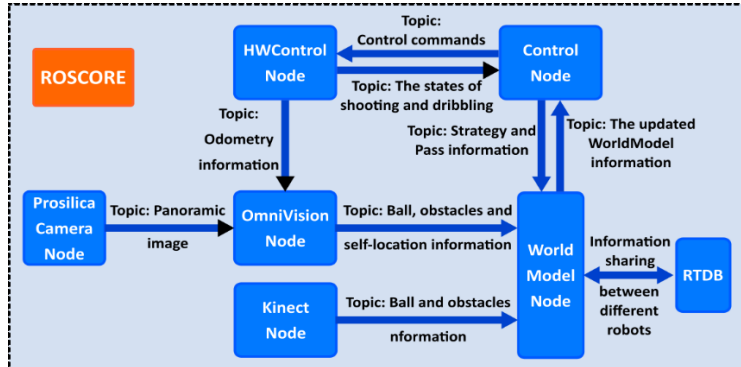 ROSCORE
HWControl
Node
Topic:
Control commands
Control
Node
Topic: The states of
shooting and dribbling
Topic:
Odometry
information
Topic: Strategy and
Pass information
Topic: The updated
WorldModel
information
Prosilica
Camera
Node
Topic: Panoramic
image
OmniVision
Node
Topic: Ball, obstacles and
self-location information
World
Model
Node
Information
sharing
between
different
robots
RTDB
Kinect
Node
Topic: Ball and obstacles
nformation